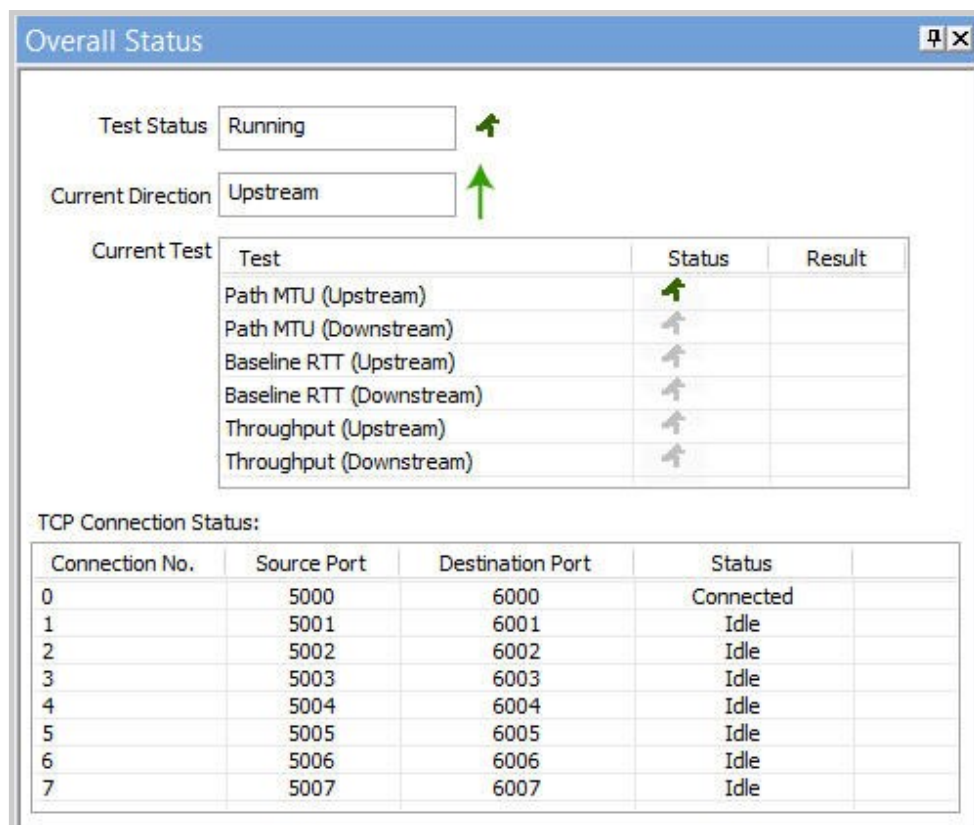 Overall Status
Test Status Running
Current Direction Upstream
Current Test Test Status Result
Path MTU (Upstream)
Path MTU (Downstream)
Baseline RTT (Upstream)
Baseline RTT (Downstream)
Throughput (Upstream)
Throughput (Downstream)
TCP Connection Status:
Connection No. Source Port Destination Port Status
0 5000 6000 Connected
1 5001 6001 Idle
2 5002 6002 Idle
3 5003 6003 Idle
4 5004 6004 Idle
5 5005 6005 Idle
6 5006 6006 Idle
7 5007 6007 Idle